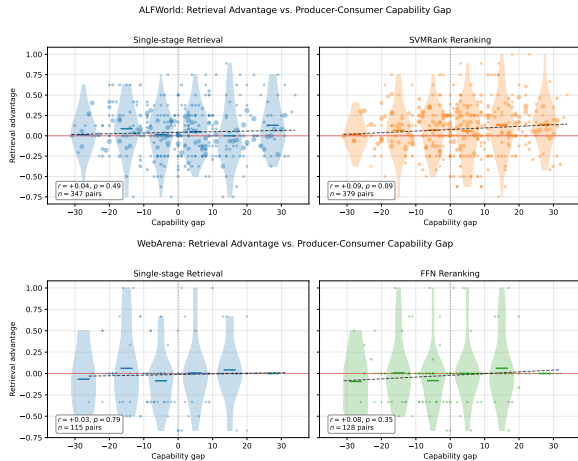 ALFWorld: Retrieval Advantage vs. Producer-Consumer Capability Gap
Single-stage Retrieval
SVMRank Reranking
Retrieval advantage
1.00
0.75
0.50
0.25
0.00
−0.25
−0.50
−0.75
r = +0.04, p = 0.49
n = 347 pairs
r = +0.09, p = 0.09
n = 379 pairs
−30 −20 −10 0 10 20 30
−30 −20 −10 0 10 20 30
Capability gap
Capability gap
WebArena: Retrieval Advantage vs. Producer-Consumer Capability Gap
Single-stage Retrieval
FFN Reranking
Retrieval advantage
1.00
0.75
0.50
0.25
0.00
−0.25
−0.50
−0.75
r = +0.03, p = 0.79
n = 115 pairs
r = +0.08, p = 0.35
n = 128 pairs
−30 −20 −10 0 10 20 30
−30 −20 −10 0 10 20 30
Capability gap
Capability gap